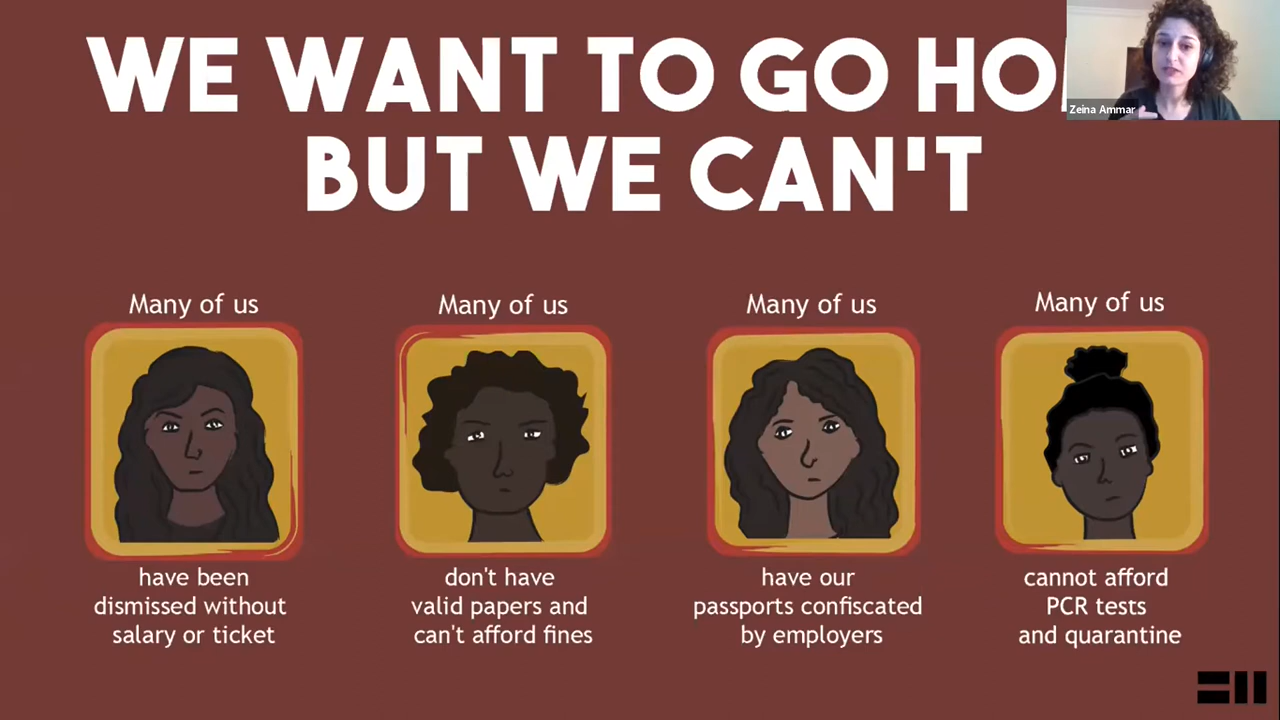 WE WANT TO GO HO
BUT WE CAN'T
Zeina Ammar
Many of us
have been
dismissed without
salary or ticket
Many of us
don't have
valid papers and
can't afford fines
Many of us
have our
passports confiscated
by employers
Many of us
cannot afford
PCR tests
and quarantine